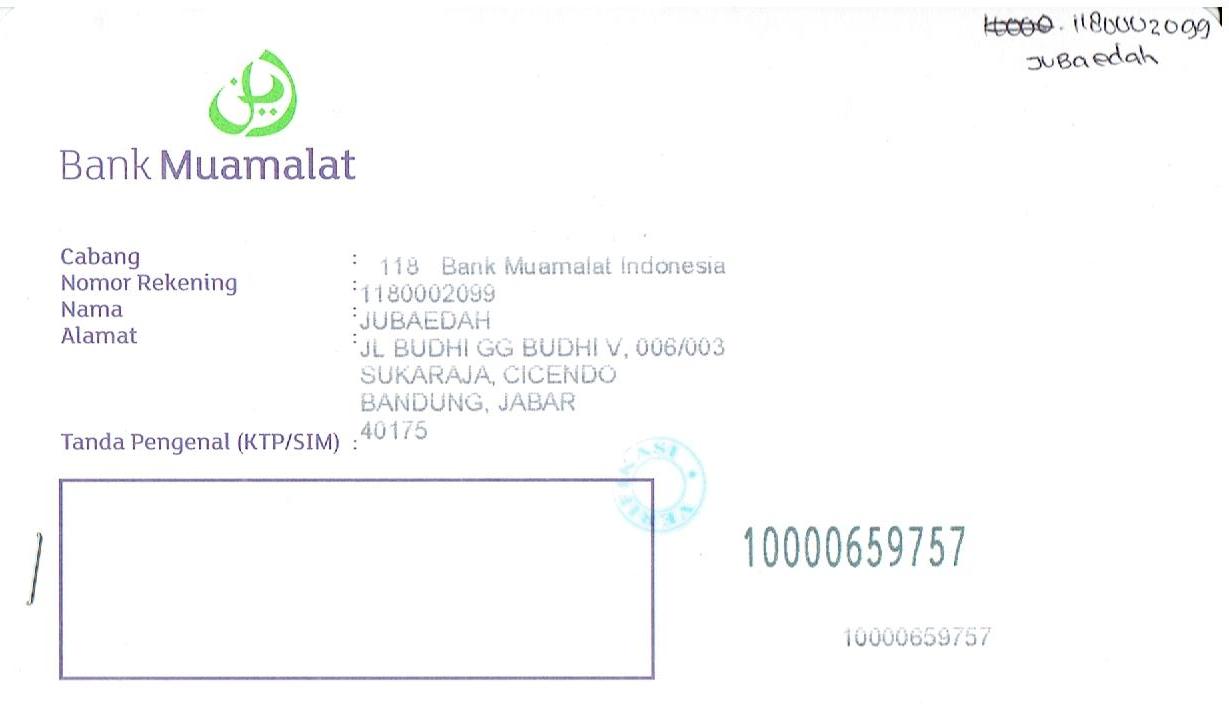 1180002099
JUBaedah
Bank Muamalat
Cabang : 118 Bank Muamalat Indonesia
Nomor Rekening : 1180002099
Nama : JUBAEDAH
Alamat : JL BUDHI GG BUDHI V, 006/003
SUKARAJA, CICENDO
BANDUNG, JABAR
40175
Tanda Pengenal (KTP/SIM) :
VERIFIKASI
10000659757
10000659757